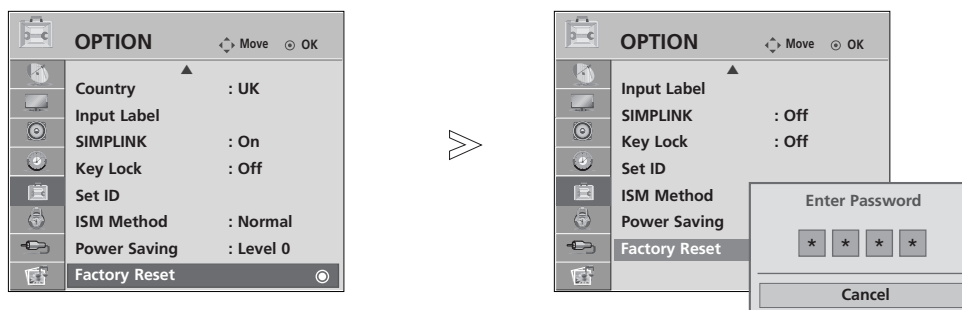 OPTION
Move
OK
Country : UK
Input Label
SIMPLINK : On
Key Lock : Off
Set ID
ISM Method : Normal
Power Saving : Level 0
Factory Reset
OPTION
Move
OK
Input Label
SIMPLINK : Off
Key Lock : Off
Set ID
ISM Method
Power Saving
Factory Reset
Enter Password
* * * *
Cancel